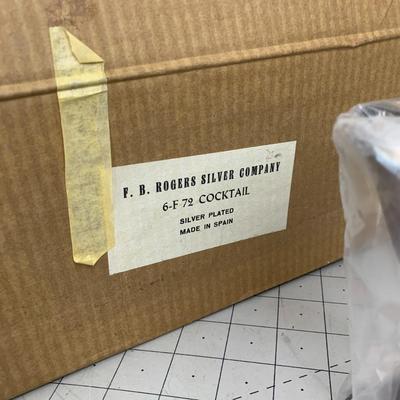 F. B. ROGERS SILVER COMPANY
6-F 72 COCKTAIL
SILVER PLATED
MADE IN SPAIN